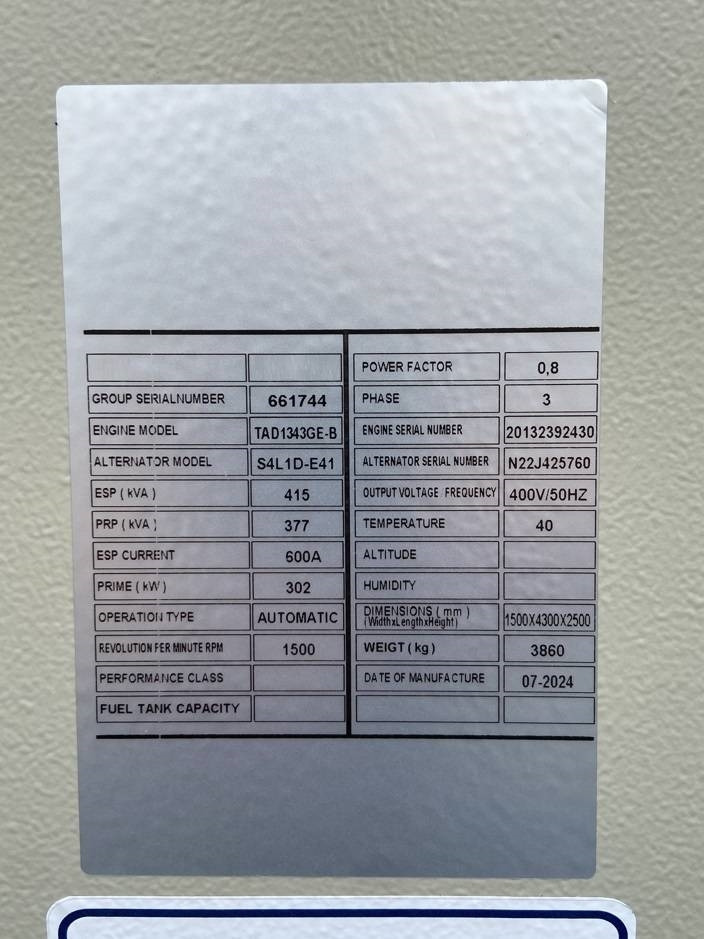 POWER FACTOR 0,8
GROUP SERIALNUMBER 661744 PHASE 3
ENGINE MODEL TAD1343GE-B ENGINE SERIAL NUMBER 20132392430
ALTERNATOR MODEL S4L1D-E41 ALTERNATOR SERIAL NUMBER N22J425760
ESP ( kVA ) 415 OUTPUT VOLTAGE / FREQUENCY 400V/50HZ
PRP ( kVA ) 377 TEMPERATURE 40
ESP CURRENT 600A ALTITUDE
PRIME ( kW ) 302 HUMIDITY
OPERATION TYPE AUTOMATIC DIMENSIONS ( mm ) 1500X4300X2500
(WidthxLengthxHeight)
REVOLUTION PER MINUTE RPM 1500 WEIGT ( kg ) 3860
PERFORMANCE CLASS DATE OF MANUFACTURE 07-2024
FUEL TANK CAPACITY